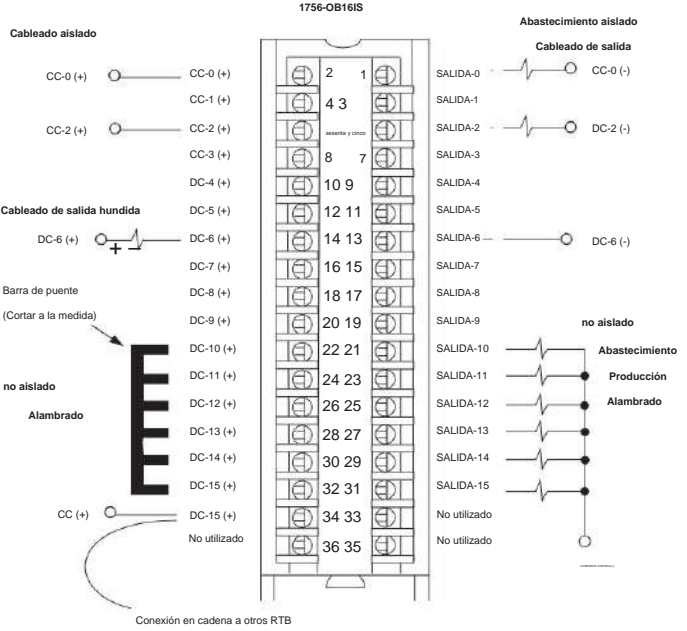 1756-OB16IS
Cableado aislado
Abastecimiento aislado
Cableado de salida
CC-0 (+) CC-0 (+) 2 1 SALIDA-0 CC-0 (-)
CC-1 (+) 4 3 SALIDA-1
CC-2 (+) CC-2 (+) sesenta y cinco SALIDA-2 DC-2 (-)
CC-3 (+) 8 7 SALIDA-3
DC-4 (+) 10 9 SALIDA-4
Cableado de salida hundida DC-5 (+) 12 11 SALIDA-5
DC-6 (+) + – DC-6 (+) 14 13 SALIDA-6 DC-6 (-)
DC-7 (+) 16 15 SALIDA-7
Barra de puente DC-8 (+) 18 17 SALIDA-8
(Cortar a la medida) DC-9 (+) 20 19 SALIDA-9 no aislado
DC-10 (+) 22 21 SALIDA-10 Abastecimiento
no aislado DC-11 (+) 24 23 SALIDA-11 Producción
Alambrado DC-12 (+) 26 25 SALIDA-12 Alambrado
DC-13 (+) 28 27 SALIDA-13
DC-14 (+) 30 29 SALIDA-14
DC-15 (+) 32 31 SALIDA-15
CC (+) DC-15 (+) 34 33 No utilizado
No utilizado 36 35 No utilizado
Conexión en cadena a otros RTB